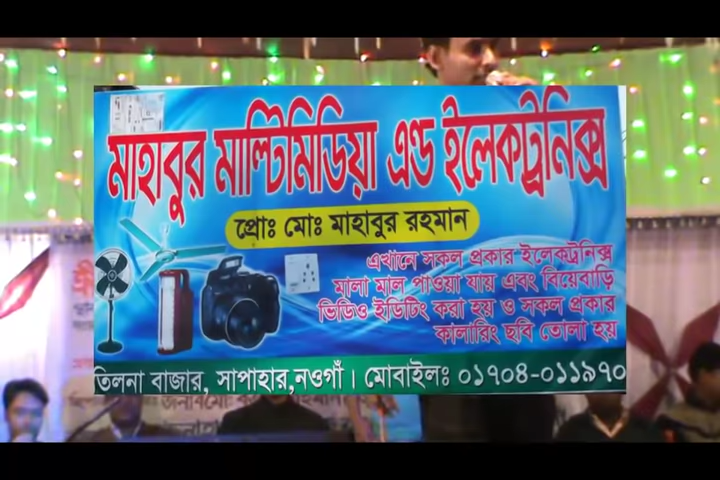 মাহাবুর মাল্টিমিডিয়া এন্ড ইলেকট্রনিক্স
প্রোঃ মোঃ মাহাবুর রহমান
এখানে সকল প্রকার ইলেকট্রনিক্স
মালা মাল পাওয়া যায় এবং বিয়েবাড়ি
ভিডিও ইডিটিং করা হয় ও সকল প্রকার
কালারিং ছবি তোলা হয়
তিলনা বাজার, সাপাহার,নওগাঁ। মোবাইলঃ ০১৭০৪-০১১৯৭০